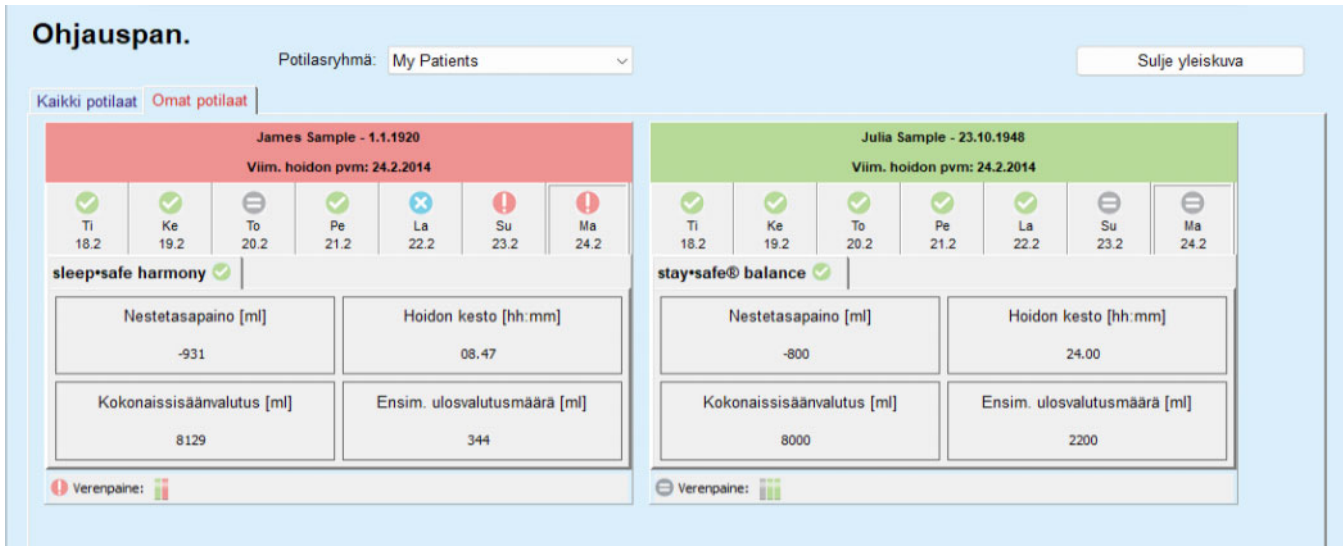 Ohjauspan.
Potilasryhmä: My Patients Sulje yleiskuva
Kaikki potilaat Omat potilaat
James Sample - 1.1.1920
Viim. hoidon pvm: 24.2.2014
Ti Ke To Pe La Su Ma
18.2 19.2 20.2 21.2 22.2 23.2 24.2
sleep•safe harmony
Nestetasapaino [ml] Hoidon kesto [hh:mm]
-931 08.47
Kokonaissisäänvalutus [ml] Ensim. ulosvalutusmäärä [ml]
8129 344
Verenpaine:
Julia Sample - 23.10.1948
Viim. hoidon pvm: 24.2.2014
Ti Ke To Pe La Su Ma
18.2 19.2 20.2 21.2 22.2 23.2 24.2
stay•safe® balance
Nestetasapaino [ml] Hoidon kesto [hh:mm]
-800 24.00
Kokonaissisäänvalutus [ml] Ensim. ulosvalutusmäärä [ml]
8000 2200
Verenpaine: